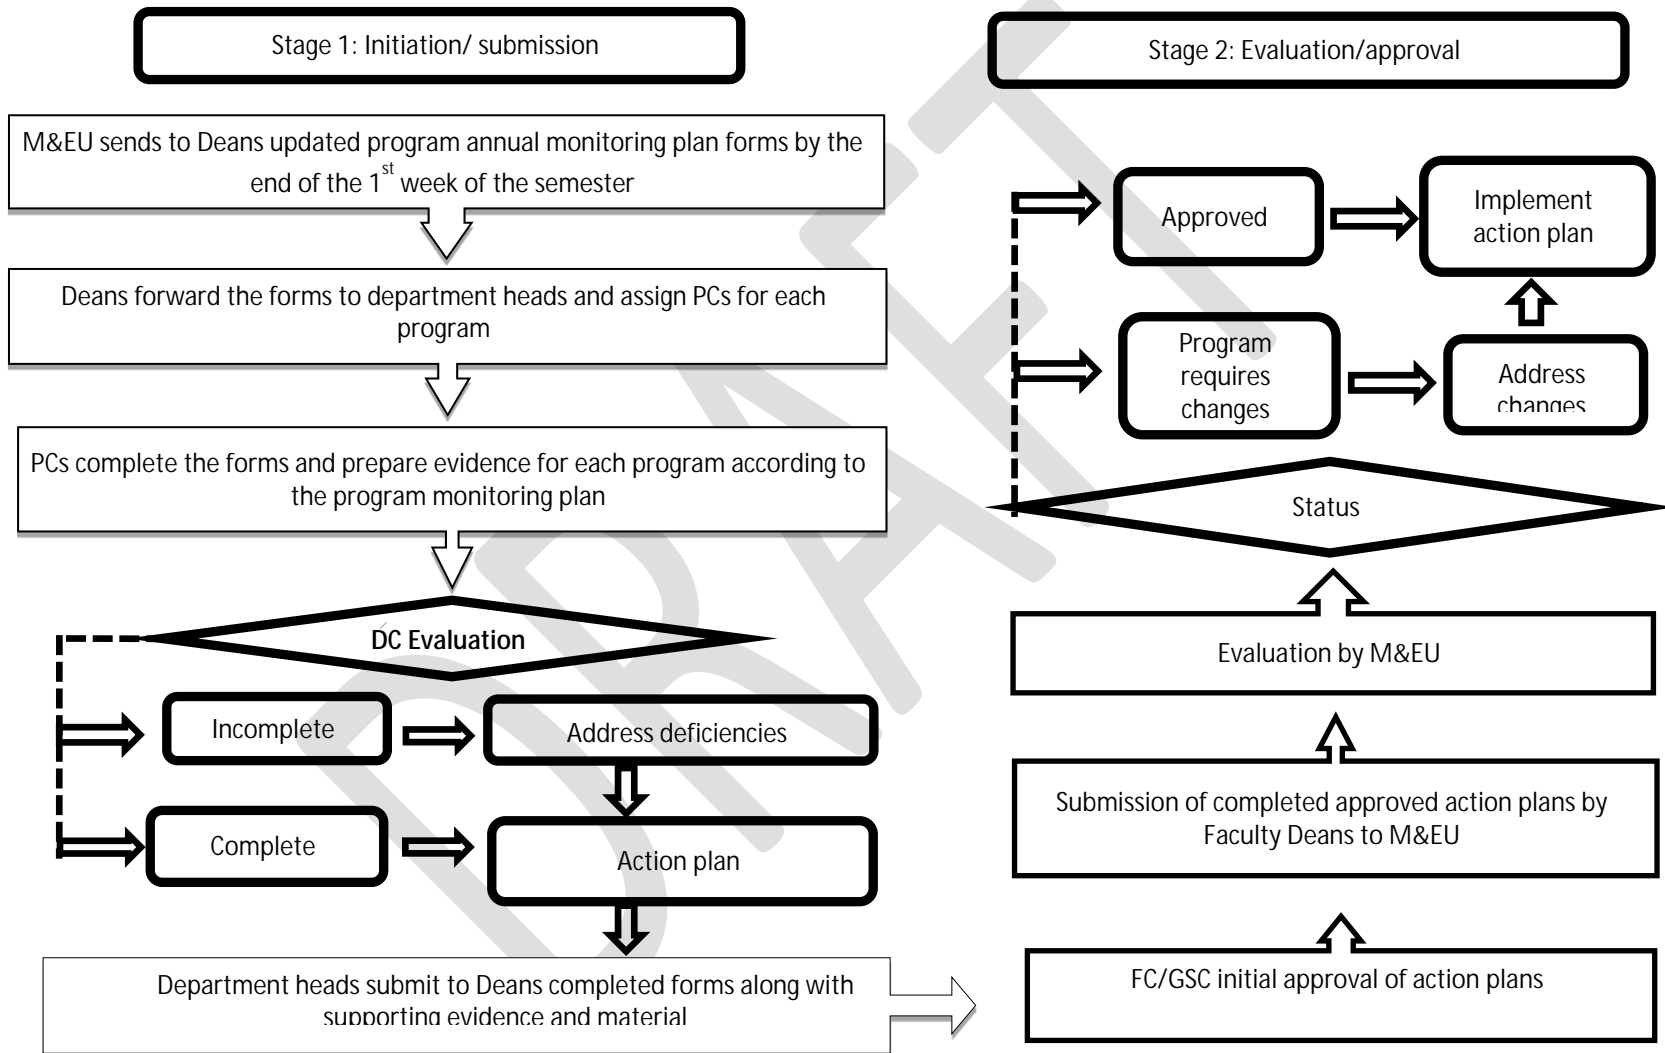 Stage 1: Initiation/ submission
M&EU sends to Deans updated program annual monitoring plan forms by the
end of the 1st week of the semester
Deans forward the forms to department heads and assign PCs for each
program
PCs complete the forms and prepare evidence for each program according to
the program monitoring plan
DC Evaluation
Incomplete
Address deficiencies
Complete
Action plan
Department heads submit to Deans completed forms along with
supporting evidence and material
Stage 2: Evaluation/approval
Approved
Implement
action plan
Program
requires
changes
Address
changes
Status
Evaluation by M&EU
Submission of completed approved action plans by
Faculty Deans to M&EU
FC/GSC initial approval of action plans
DRAFT